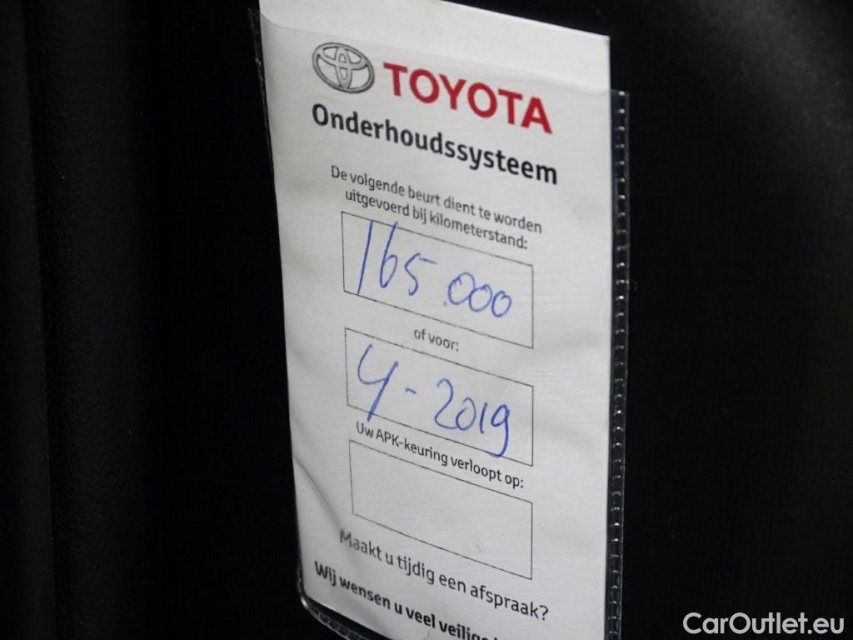 TOYOTA
Onderhoudssysteem
De volgende beurt dient te worden
uitgevoerd bij kilometerstand:
165.000
of voor:
4-2019
Uw APK-keuring verloopt op:
Maakt u tijdig een afspraak?
Wij wensen u veel veilige
CarOutlet.eu